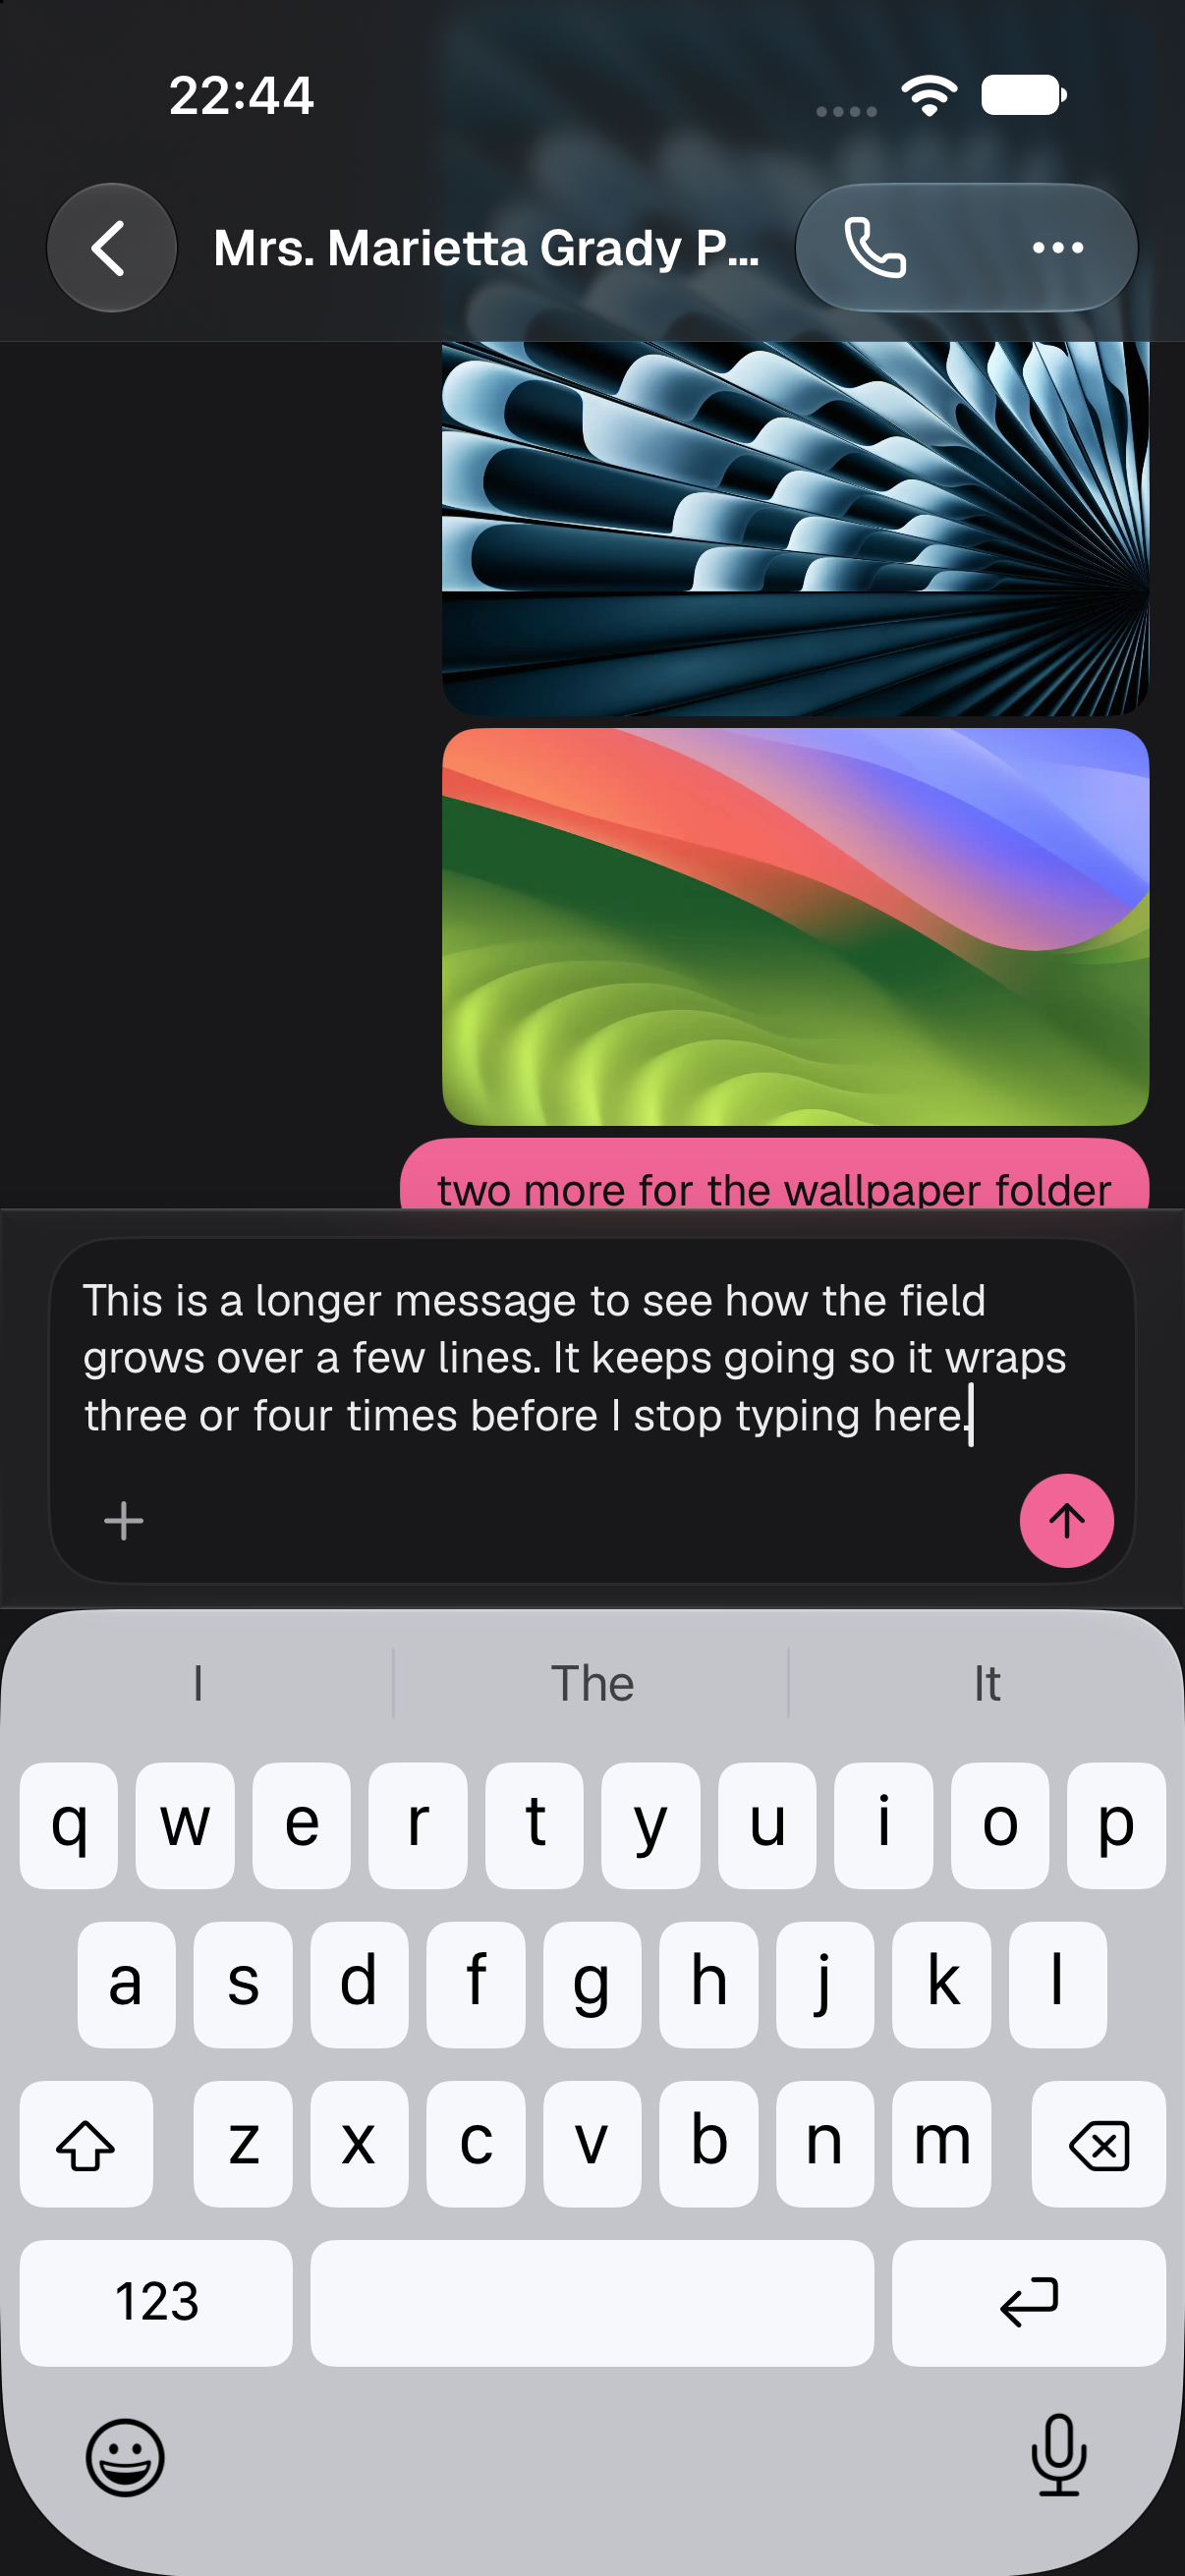 22:44
Mrs. Marietta Grady P...
two more for the wallpaper folder
This is a longer message to see how the field
grows over a few lines. It keeps going so it wraps
three or four times before I stop typing here.
I The It
q w e r t y u i o p
a s d f g h j k l
z x c v b n m
123